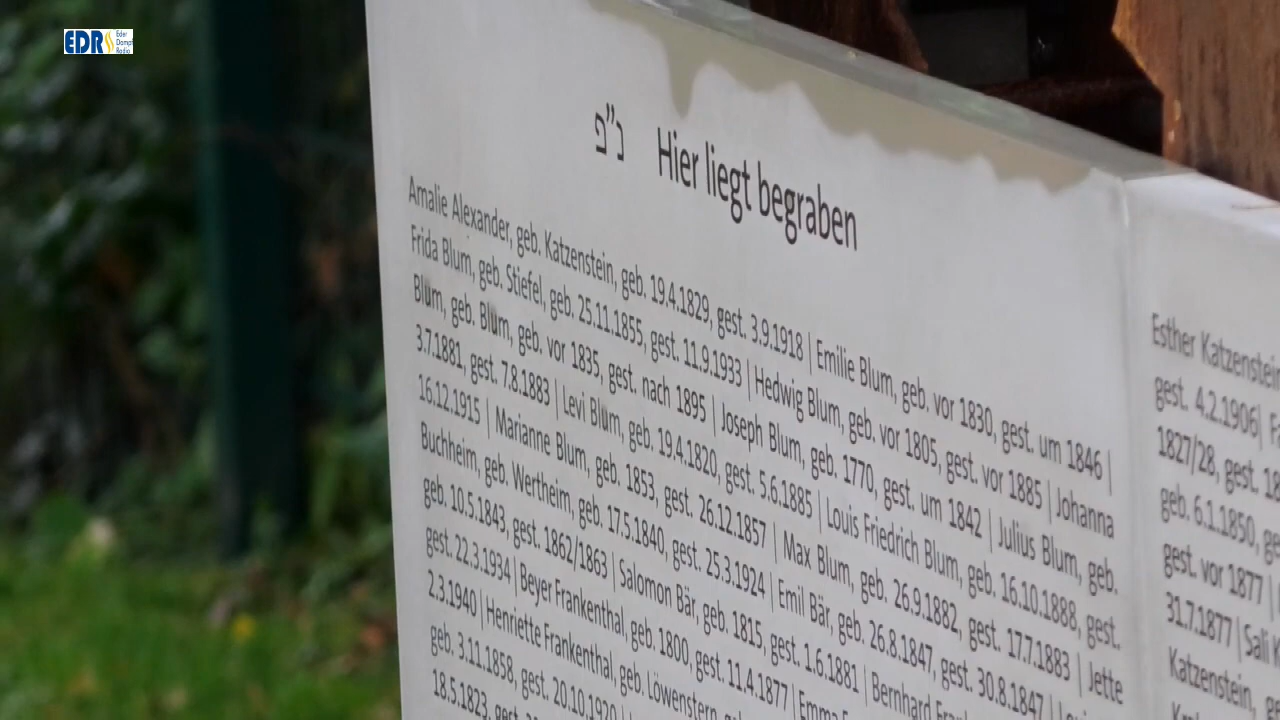 EDR Eder Dampf Radio
פ״נ Hier liegt begraben
Amalie Alexander, geb. Katzenstein, geb. 19.4.1829, gest. 3.9.1918 | Emilie Blum, geb. vor 1830, gest. um 1846 |
Frida Blum, geb. Stiefel, geb. 25.11.1855, gest. 11.9.1933 | Hedwig Blum, geb. vor 1805, gest. vor 1885 | Johanna
Blum, geb. Blum, geb. vor 1835, gest. nach 1895 | Joseph Blum, geb. 1770, gest. um 1842 | Julius Blum, geb.
3.7.1881, gest. 7.8.1883 | Levi Blum, geb. 19.4.1820, gest. 5.6.1885 | Louis Friedrich Blum, geb. 16.10.1888, gest.
16.12.1915 | Marianne Blum, geb. 1853, gest. 26.12.1857 | Max Blum, geb. 26.9.1882, gest. 17.7.1883 | Jette
Buchheim, geb. Wertheim, geb. 17.5.1840, gest. 25.3.1924 | Emil Bär, geb. 26.8.1847, gest. 30.8.1847 |
geb. 10.5.1843, gest. 1862/1863 | Salomon Bär, geb. 1815, gest. 1.6.1881 | Bernhard
gest. 22.3.1934 | Beyer Frankenthal, geb. 1800, gest. 11.4.1877 | Emma
2.3.1940 | Henriette Frankenthal, geb. Löwenstern,
geb. 3.11.1858, gest. 20.10.1920 |
18.5.1823, gest.
Esther Katzenstein
gest. 4.2.1906|
1827/28, gest.
geb. 6.1.1850,
gest. vor 1877 |
31.7.1877 | Sali
Katzenstein,